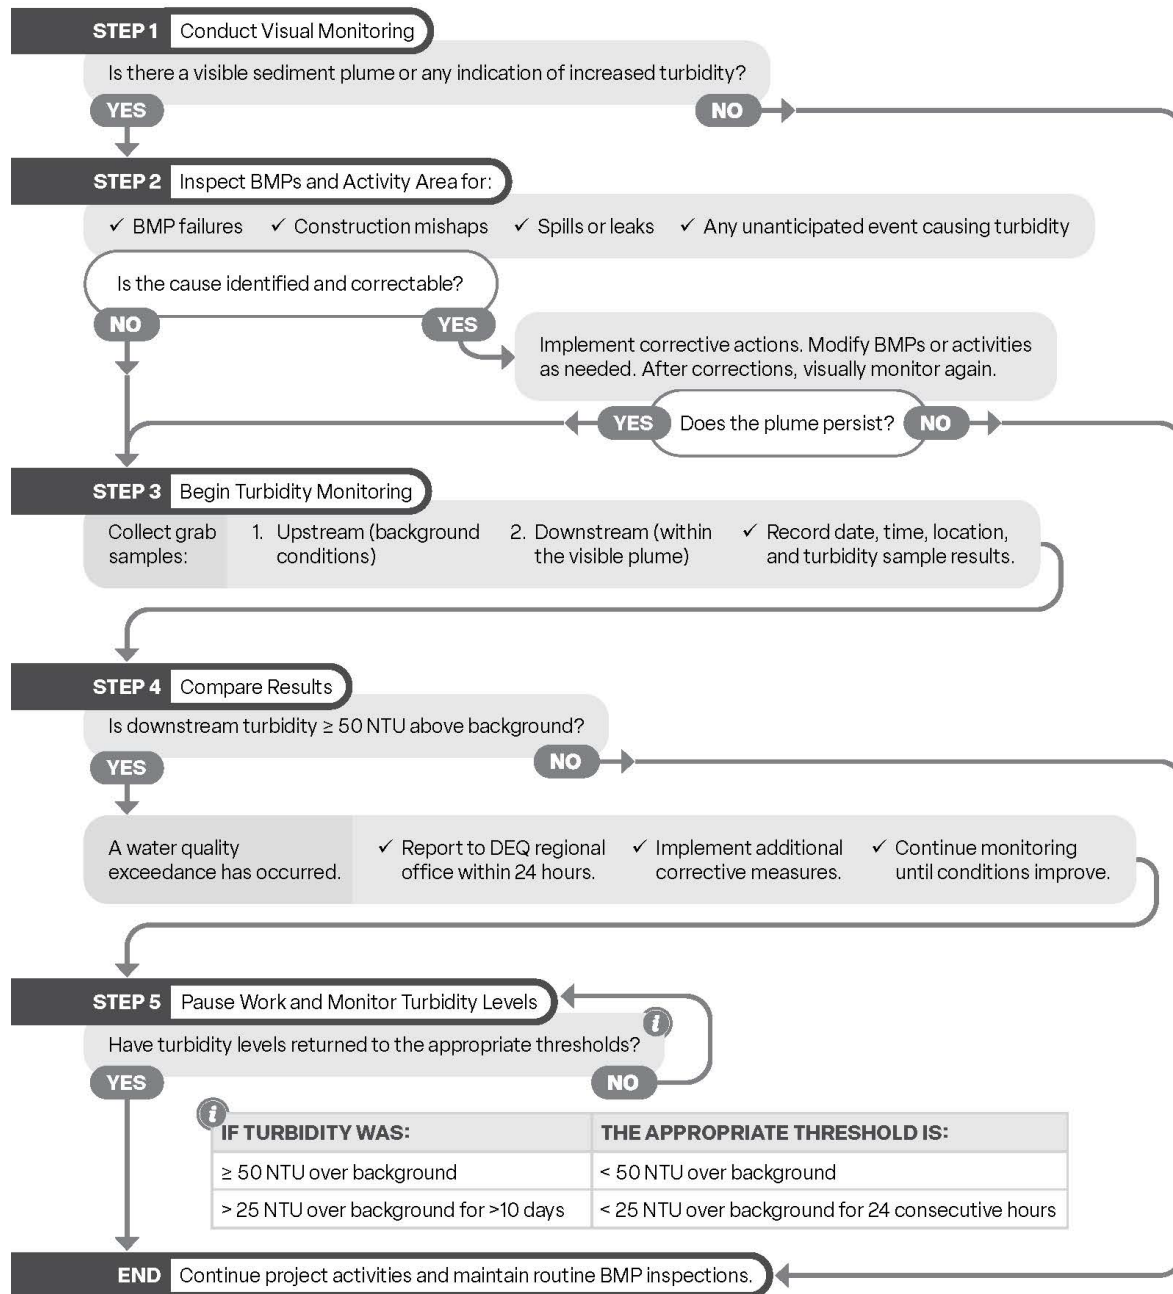 STEP 1 Conduct Visual Monitoring
Is there a visible sediment plume or any indication of increased turbidity?
YES
NO
STEP 2 Inspect BMPs and Activity Area for:
✓ BMP failures ✓ Construction mishaps ✓ Spills or leaks ✓ Any unanticipated event causing turbidity
Is the cause identified and correctable?
NO
YES
Implement corrective actions. Modify BMPs or activities
as needed. After corrections, visually monitor again.
YES Does the plume persist? NO
STEP 3 Begin Turbidity Monitoring
Collect grab
samples:
1. Upstream (background
conditions)
2. Downstream (within
the visible plume)
✓ Record date, time, location,
and turbidity sample results.
STEP 4 Compare Results
Is downstream turbidity ≥ 50 NTU above background?
YES
NO
A water quality
exceedance has occurred.
✓ Report to DEQ regional
office within 24 hours.
✓ Implement additional
corrective measures.
✓ Continue monitoring
until conditions improve.
STEP 5 Pause Work and Monitor Turbidity Levels
i
Have turbidity levels returned to the appropriate thresholds?
YES
NO
i
IF TURBIDITY WAS: THE APPROPRIATE THRESHOLD IS:
≥ 50 NTU over background < 50 NTU over background
> 25 NTU over background for >10 days < 25 NTU over background for 24 consecutive hours
END Continue project activities and maintain routine BMP inspections.